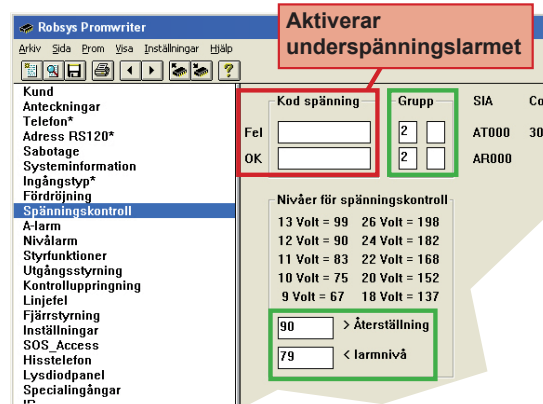 Robsys Promwriter
Aktiverar
underspänningslarmet
Arkiv Sida Prom Visa Inställningar Hjälp
?
Kund
Anteckningar
Telefon*
Adress RS120*
Sabotage
Systeminformation
Ingångstyp*
Fördröjning
Spänningskontroll
A-larm
Nivålarm
Styrfunktioner
Utgångsstyrning
Kontrolluppringning
Linjefel
Fjärrstyrning
Inställningar
SOS_Access
Hisstelefon
Lysdiodpanel
Specialingångar
Kod spänning Grupp SIA Co
Fel 2 AT000 30
OK 2 AR000
Nivåer för spänningskontroll
13 Volt = 99 26 Volt = 198
12 Volt = 90 24 Volt = 182
11 Volt = 83 22 Volt = 168
10 Volt = 75 20 Volt = 152
9 Volt = 67 18 Volt = 137
90 > Återställning
79 < larmnivå